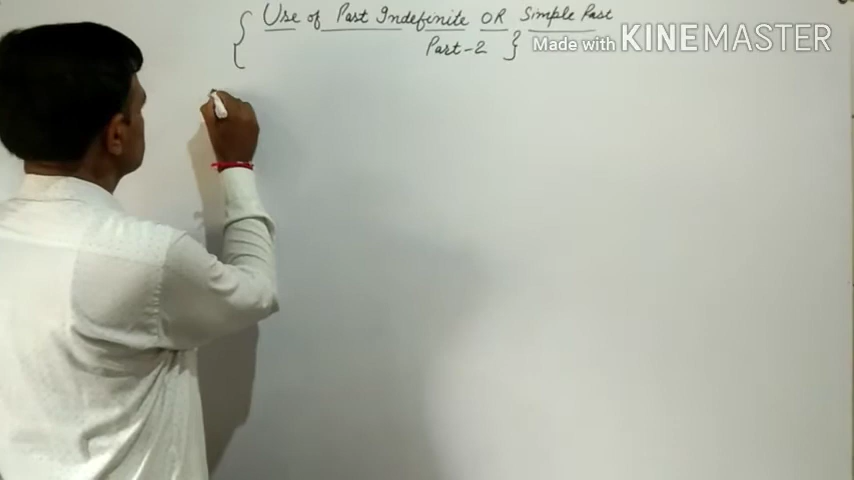 { Use of Past Indefinite OR Simple Past
Part-2 }
Made with KINEMASTER